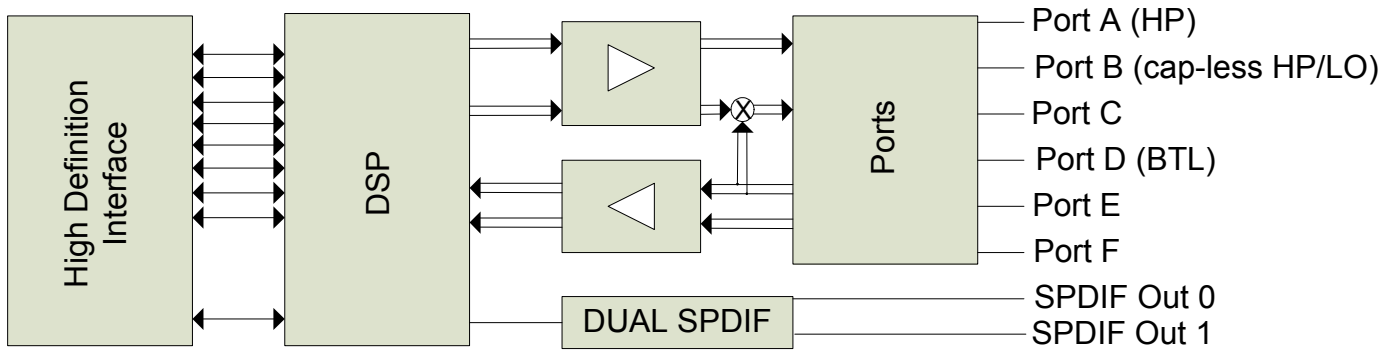 High Definition
Interface
DSP
Ports
Port A (HP)
Port B (cap-less HP/LO)
Port C
Port D (BTL)
Port E
Port F
DUAL SPDIF
SPDIF Out 0
SPDIF Out 1